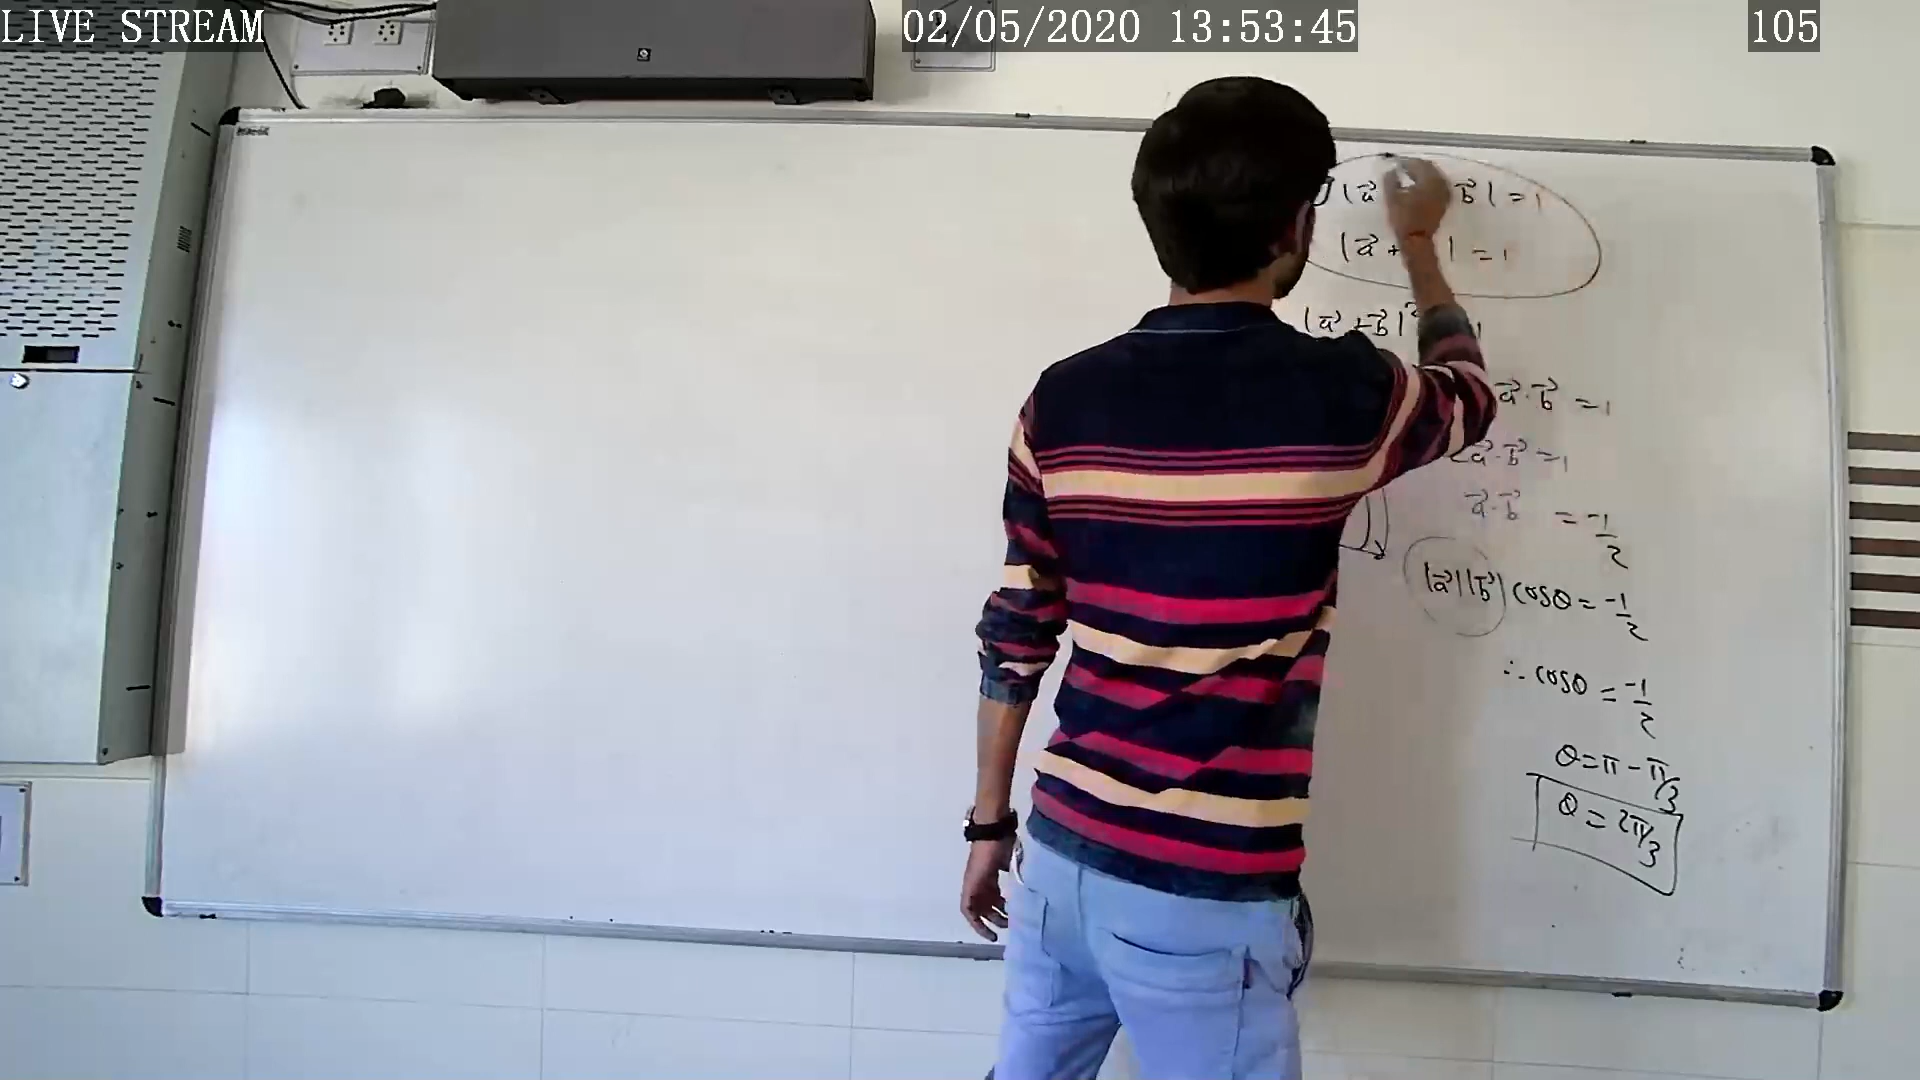 LIVE STREAM 02/05/2020 13:53:45 105
|a⃗ b⃗| = 1
|a⃗ + | = 1
|a⃗ + b⃗|²
a⃗·b⃗ = 1
2a⃗·b⃗ = 1
a⃗·b⃗ = -1/2
|a⃗||b⃗| cosθ = -1/2
∴ cosθ = -1/2
θ = π - π/3
θ = 2π/3